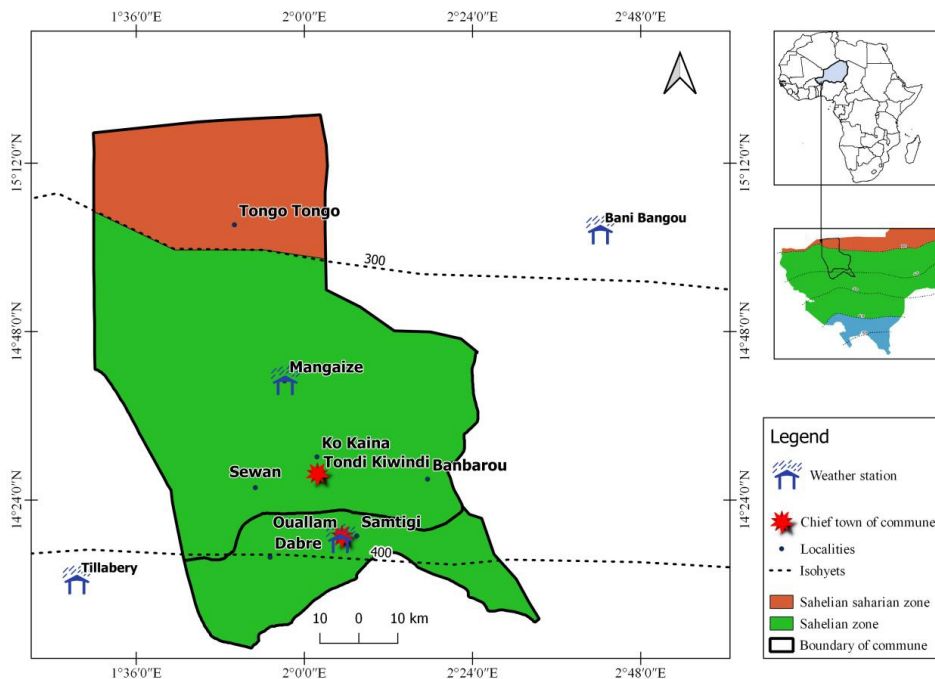 1°36'0"E 2°00'0"E 2°24'0"E 2°48'0"E
15°12'0"N
15°12'0"N
Tongo Tongo
Bani Bangou
300
14°48'0"N
14°48'0"N
Mangaize
Ko Kaina
Tondi Kiwindi
Banbarou
Sewan
14°24'0"N
14°24'0"N
Ouallam
Samtigi
Dabre
400
Tillabery
10 0 10 km
1°36'0"E 2°0'0"E 2°24'0"E 2°48'0"E
Legend
Weather station
Chief town of commune
Localities
Isohyets
Sahelian saharian zone
Sahelian zone
Boundary of commune